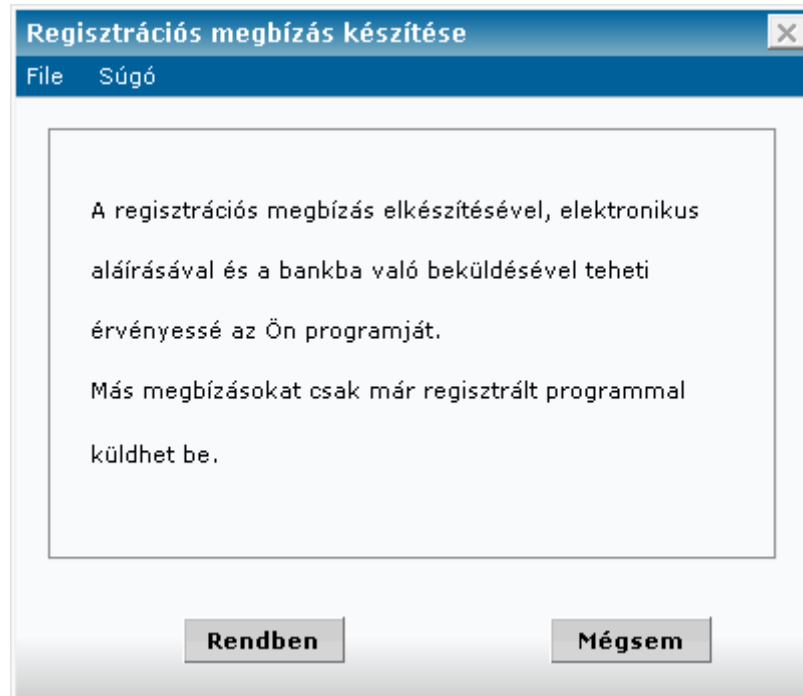 Regisztrációs megbízás készítése
File Súgó
A regisztrációs megbízás elkészítésével, elektronikus
aláírásával és a bankba való beküldésével teheti
érvényessé az Ön programját.
Más megbízásokat csak már regisztrált programmal
küldhet be.
Rendben Mégsem